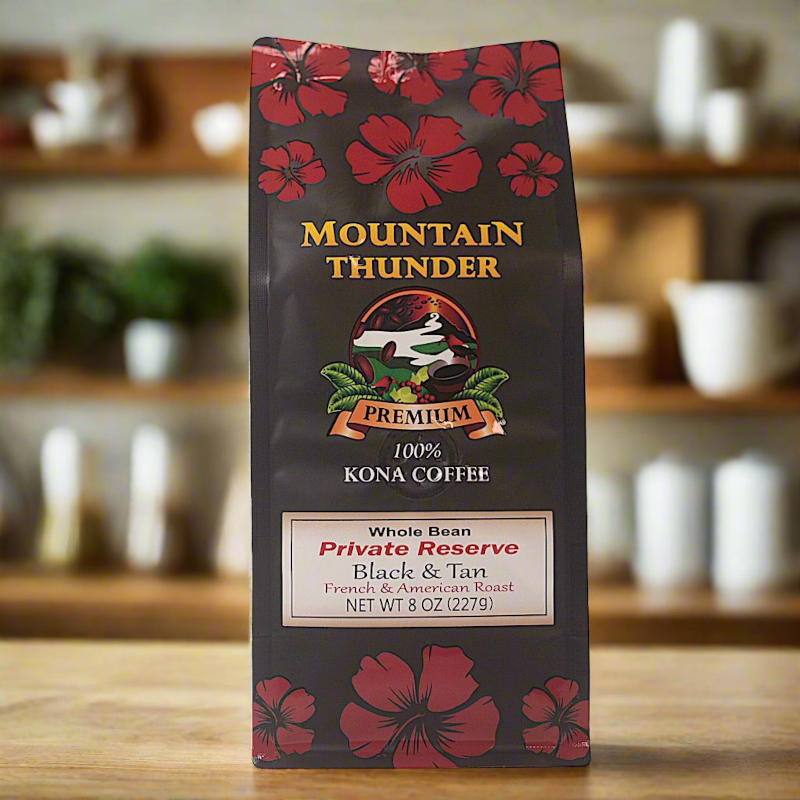 MOUNTAIN
THUNDER
PREMIUM
100%
KONA COFFEE
Whole Bean
Private Reserve
Black & Tan
French & American Roast
NET WT 8 OZ (227g)